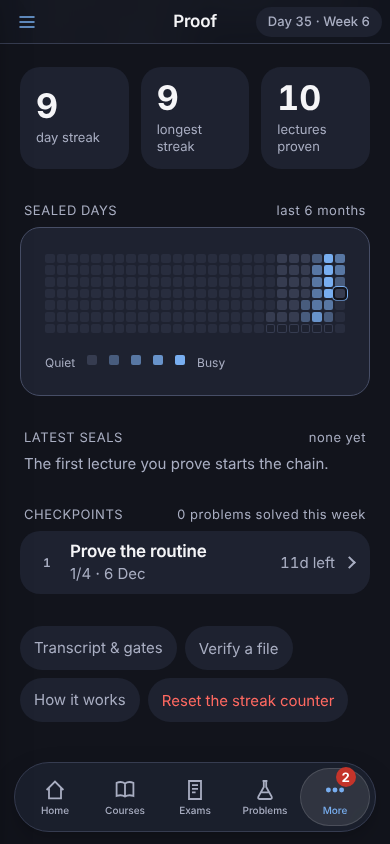 Proof
Day 35 · Week 6
9
day streak
9
longest
streak
10
lectures
proven
SEALED DAYS
last 6 months
Quiet
Busy
LATEST SEALS
none yet
The first lecture you prove starts the chain.
CHECKPOINTS
0 problems solved this week
1
Prove the routine
1/4 · 6 Dec
11d left
Transcript & gates
Verify a file
How it works
Reset the streak counter
2
Home
Courses
Exams
Problems
More